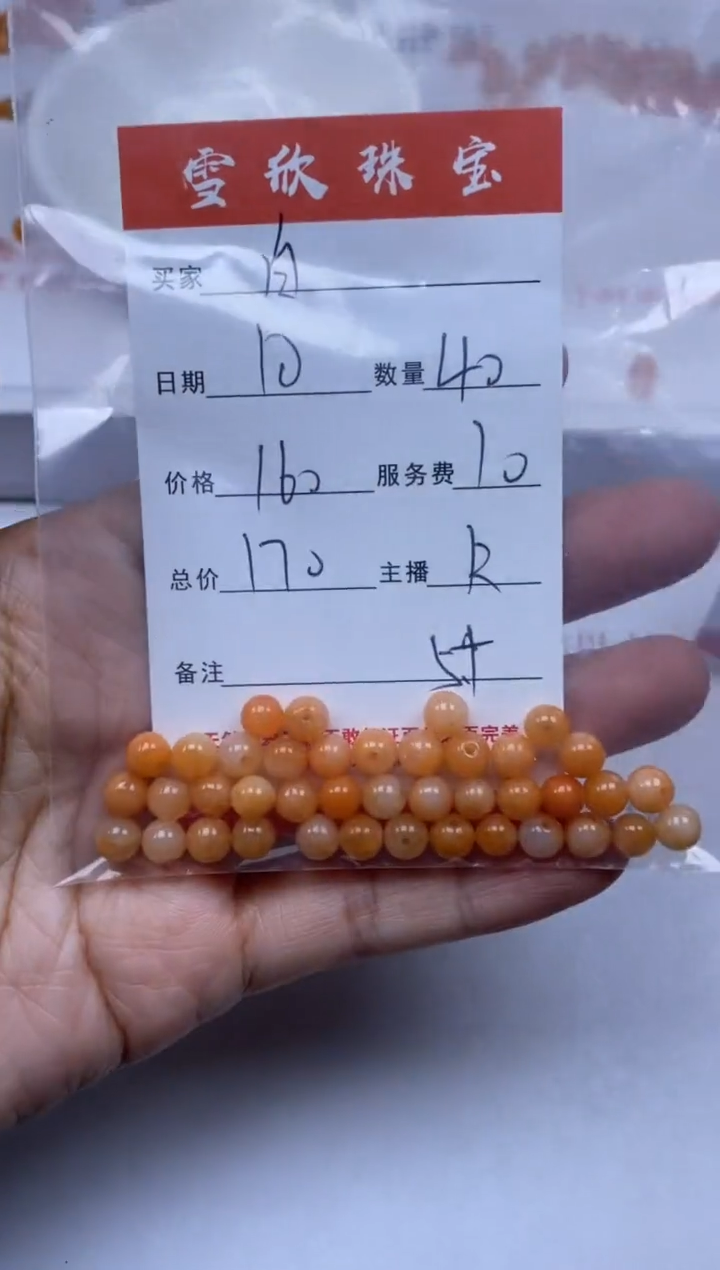 雪欣珠宝
买家 白
日期 10 数量 40
价格 160 服务费 10
总价 170 主播 R
备注